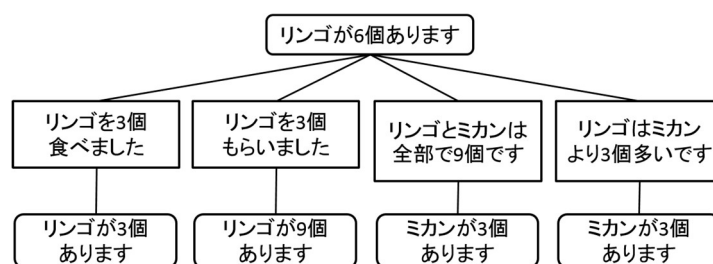 リンゴが6個あります
リンゴを3個
食べました
リンゴを3個
もらいました
リンゴとミカンは
全部で9個です
リンゴはミカン
より3個多いです
リンゴが3個
あります
リンゴが9個
あります
ミカンが3個
あります
ミカンが3個
あります